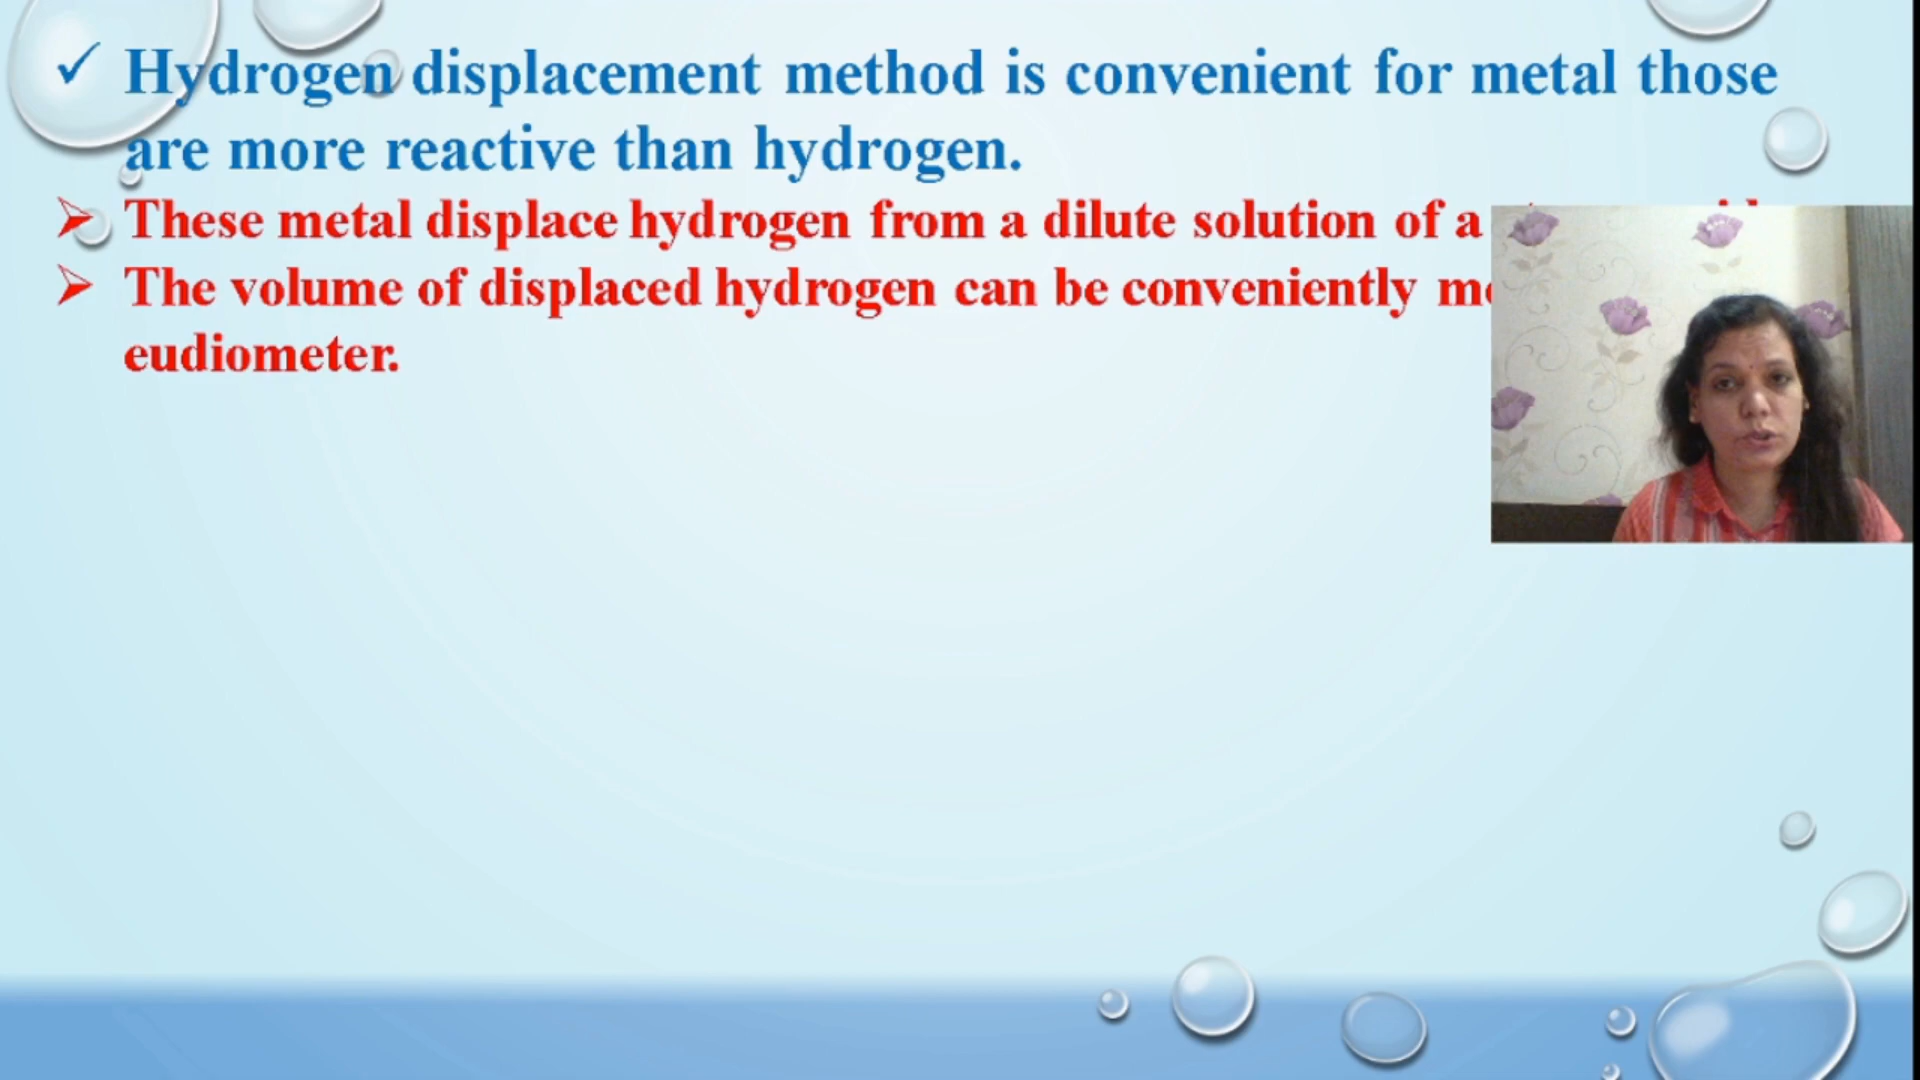 Hydrogen displacement method is convenient for metal those
are more reactive than hydrogen.
These metal displace hydrogen from a dilute solution of a
The volume of displaced hydrogen can be conveniently
eudiometer.